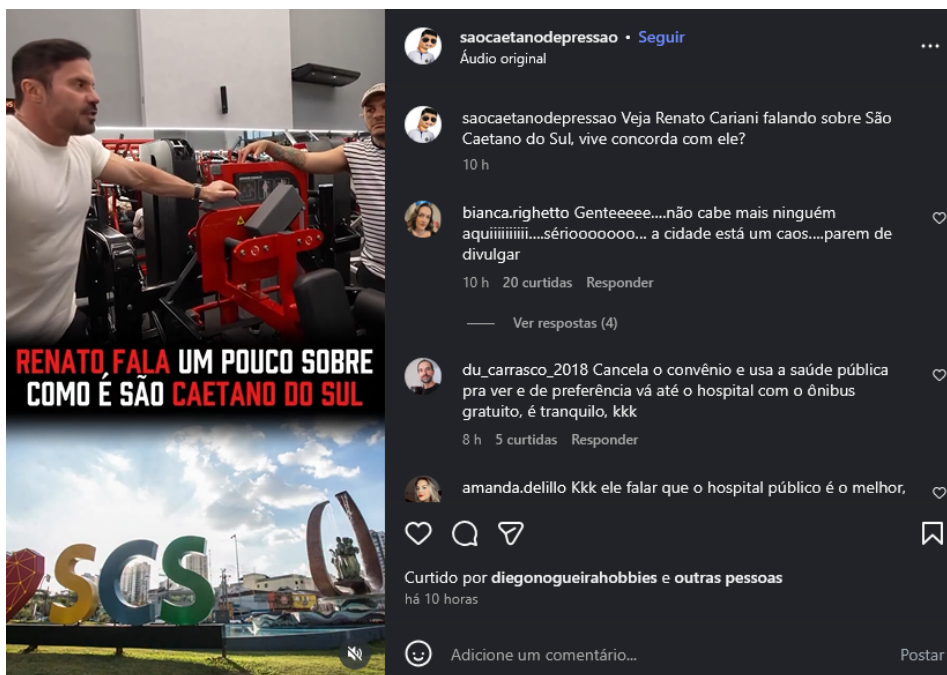 RENATO FALA UM POUCO SOBRE
COMO É SÃO CAETANO DO SUL
SCS
saocaetanodepressao • Seguir
Áudio original
saocaetanodepressao Veja Renato Cariani falando sobre São
Caetano do Sul, vive concorda com ele?
10 h
bianca.righetto Genteeeee....não cabe mais ninguém
aquiiiiiiiiii....sériooooooo... a cidade está um caos....parem de
divulgar
10 h 20 curtidas Responder
Ver respostas (4)
du_carrasco_2018 Cancela o convênio e usa a saúde pública
pra ver e de preferência vá até o hospital com o ônibus
gratuito, é tranquilo, kkk
8 h 5 curtidas Responder
amanda.delillo Kkk ele falar que o hospital público é o melhor,
Curtido por diegonogueirahobbies e outras pessoas
há 10 horas
Adicione um comentário...
Postar